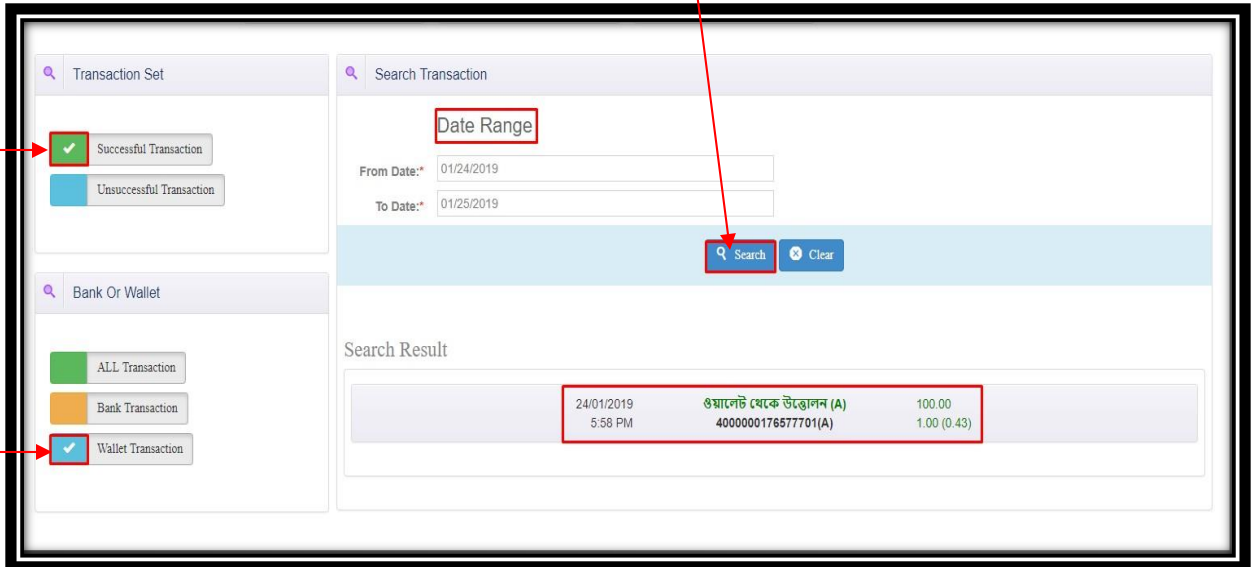 Transaction Set
Successful Transaction
Unsuccessful Transaction
Bank Or Wallet
ALL Transaction
Bank Transaction
Wallet Transaction
Search Transaction
Date Range
From Date:* 01/24/2019
To Date:* 01/25/2019
Search Clear
Search Result
24/01/2019 ওয়ালেট থেকে উত্তোলন (A) 100.00
5:58 PM 4000000176577701(A) 1.00 (0.43)